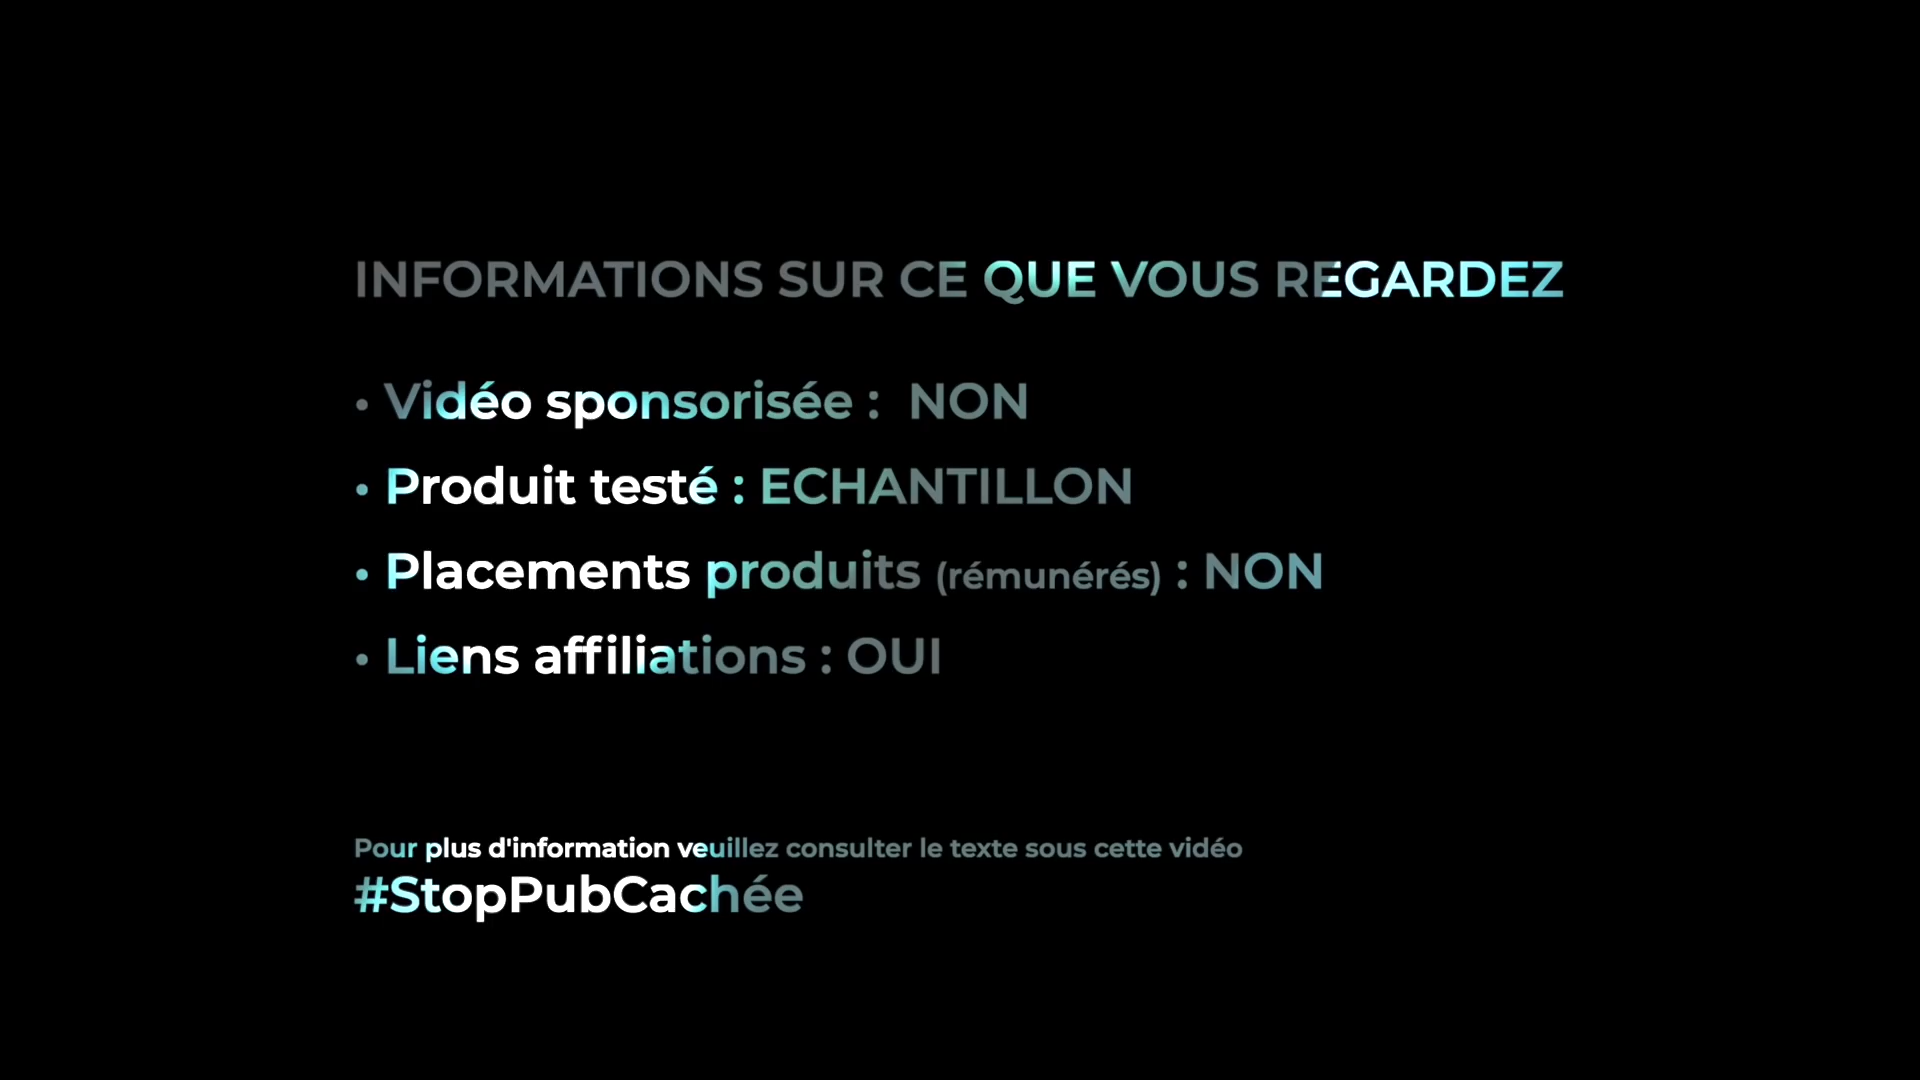 INFORMATIONS SUR CE QUE VOUS REGARDEZ
• Vidéo sponsorisée :  NON
• Produit testé : ECHANTILLON
• Placements produits (rémunérés) : NON
• Liens affiliations : OUI
Pour plus d'information veuillez consulter le texte sous cette vidéo
#StopPubCachée